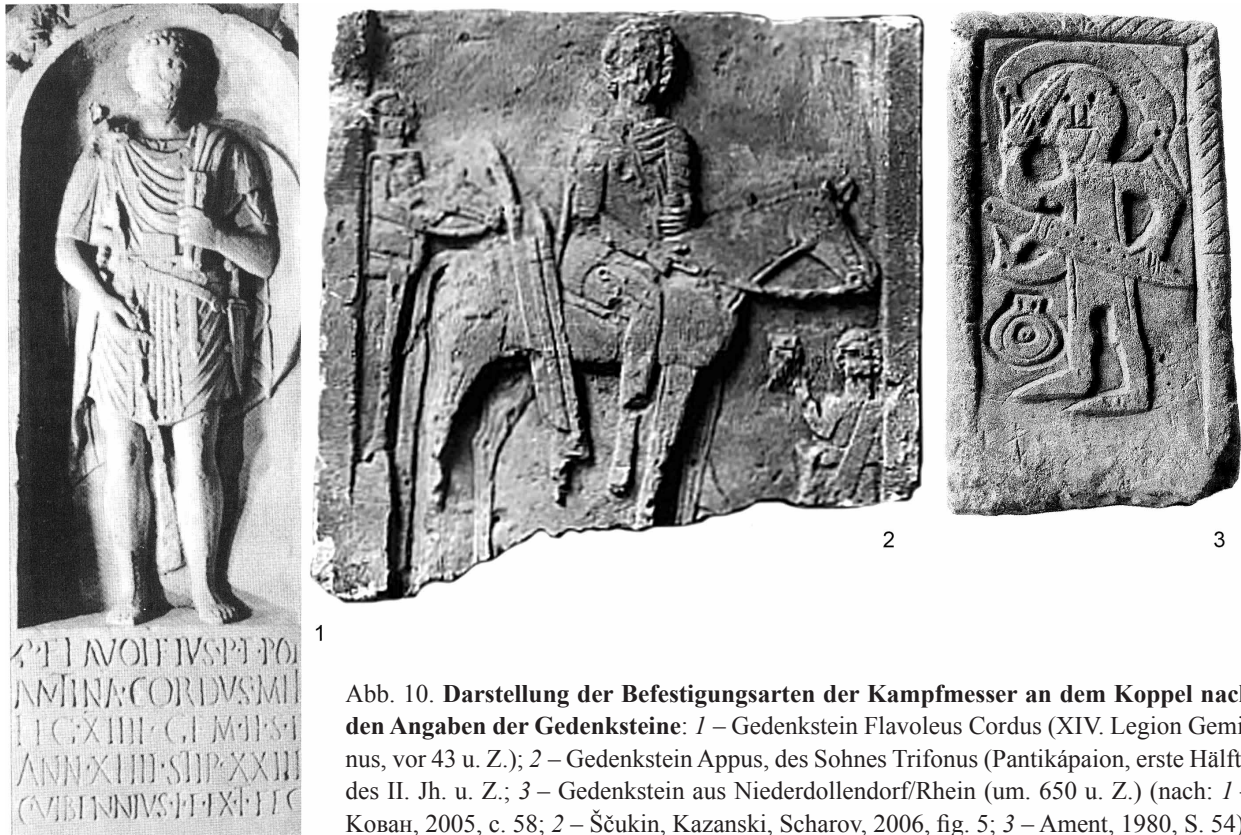 P·FLAVOLEIVS·P·F·POL
MVTINA·CORDVS·MIL
LEG·XIIII·GEM·H·S·E
ANN·XLIII·STIP·XXIII
C·VIBENNIVS·L·F·EX·T·FEC
1
2
3
Abb. 10. Darstellung der Befestigungsarten der Kampfmesser an dem Koppel nach
den Angaben der Gedenksteine: 1 – Gedenkstein Flavoleus Cordus (XIV. Legion Gemi
nus, vor 43 u. Z.); 2 – Gedenkstein Appus, des Sohnes Trifonus (Pantikápaion, erste Hälft
des II. Jh. u. Z.; 3 – Gedenkstein aus Niederdollendorf/Rhein (um. 650 u. Z.) (nach: 1 –
Кован, 2005, с. 58; 2 – Ščukin, Kazanski, Scharov, 2006, fig. 5; 3 – Ament, 1980, S. 54)